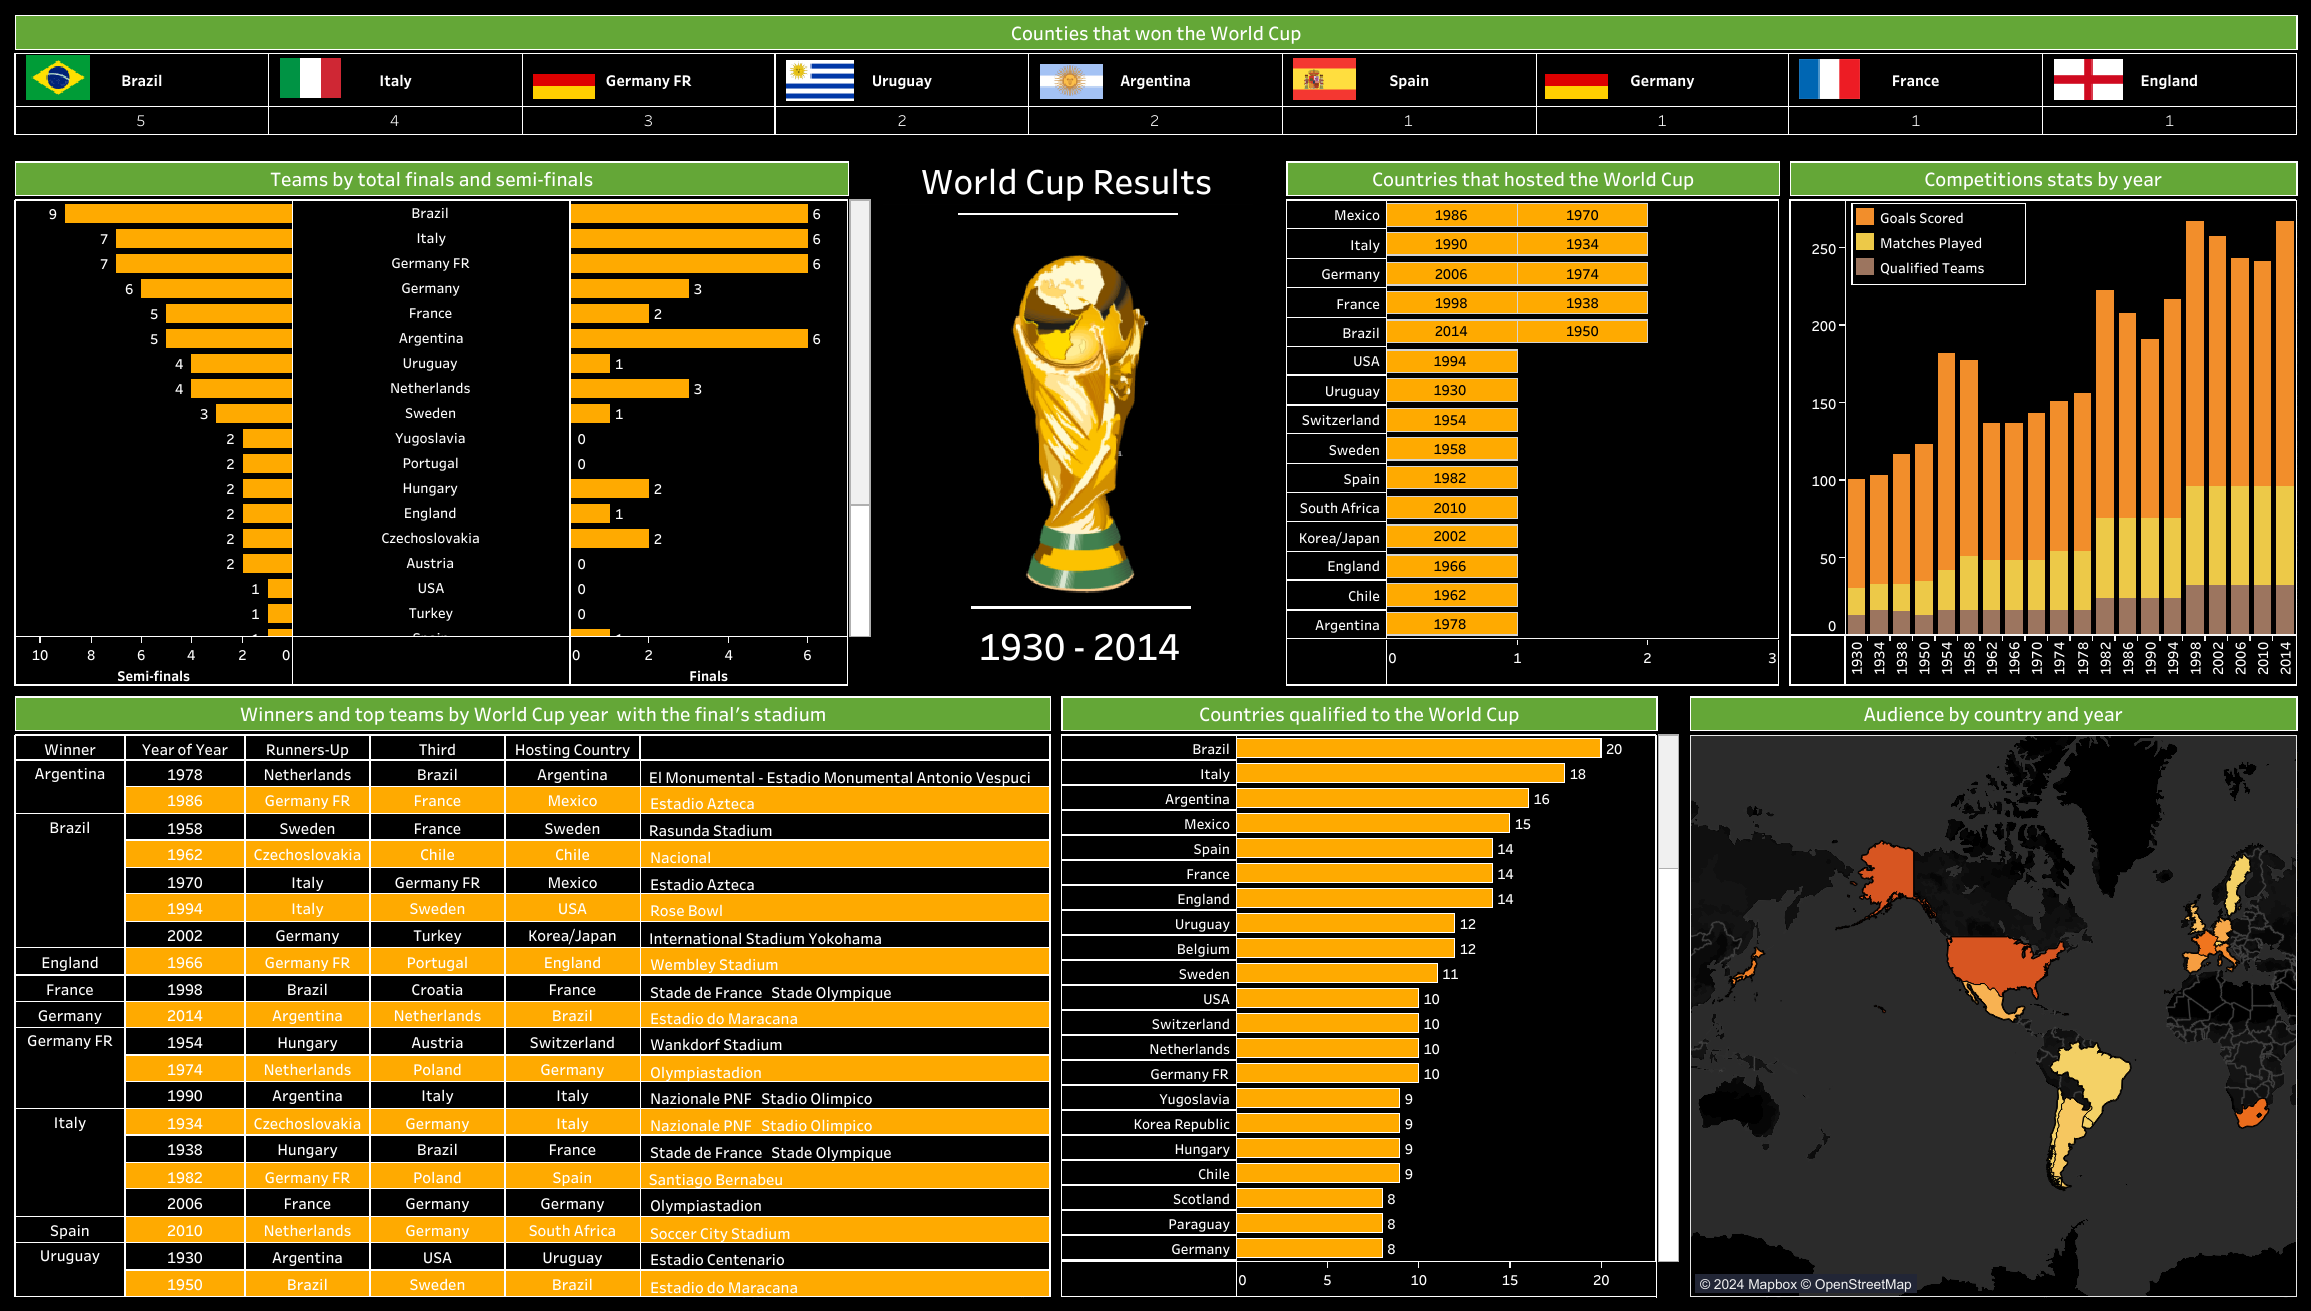 Counties that won the World Cup
Brazil Italy Germany FR Uruguay Argentina Spain Germany France England
5 4 3 2 2 1 1 1 1
Teams by total finals and semi-finals
9 Brazil 6
7 Italy 6
7 Germany FR 6
6 Germany 3
5 France 2
5 Argentina 6
4 Uruguay 1
4 Netherlands 3
3 Sweden 1
2 Yugoslavia 0
2 Portugal 0
2 Hungary 2
2 England 1
2 Czechoslovakia 2
2 Austria 0
1 USA 0
1 Turkey 0
10 8 6 4 2 0 0 2 4 6
Semi-finals Finals
World Cup Results
1930 - 2014
Countries that hosted the World Cup
Mexico 1986 1970
Italy 1990 1934
Germany 2006 1974
France 1998 1938
Brazil 2014 1950
USA 1994
Uruguay 1930
Switzerland 1954
Sweden 1958
Spain 1982
South Africa 2010
Korea/Japan 2002
England 1966
Chile 1962
Argentina 1978
0 1 2 3
Competitions stats by year
Goals Scored
Matches Played
Qualified Teams
250
200
150
100
50
0
1930 1934 1938 1950 1954 1958 1962 1966 1970 1974 1978 1982 1986 1990 1994 1998 2002 2006 2010 2014
Winners and top teams by World Cup year with the final's stadium
Winner Year of Year Runners-Up Third Hosting Country
Argentina 1978 Netherlands Brazil Argentina El Monumental - Estadio Monumental Antonio Vespuci
1986 Germany FR France Mexico Estadio Azteca
Brazil 1958 Sweden France Sweden Rasunda Stadium
1962 Czechoslovakia Chile Chile Nacional
1970 Italy Germany FR Mexico Estadio Azteca
1994 Italy Sweden USA Rose Bowl
2002 Germany Turkey Korea/Japan International Stadium Yokohama
England 1966 Germany FR Portugal England Wembley Stadium
France 1998 Brazil Croatia France Stade de France Stade Olympique
Germany 2014 Argentina Netherlands Brazil Estadio do Maracana
Germany FR 1954 Hungary Austria Switzerland Wankdorf Stadium
1974 Netherlands Poland Germany Olympiastadion
1990 Argentina Italy Italy Nazionale PNF Stadio Olimpico
Italy 1934 Czechoslovakia Germany Italy Nazionale PNF Stadio Olimpico
1938 Hungary Brazil France Stade de France Stade Olympique
1982 Germany FR Poland Spain Santiago Bernabeu
2006 France Germany Germany Olympiastadion
Spain 2010 Netherlands Germany South Africa Soccer City Stadium
Uruguay 1930 Argentina USA Uruguay Estadio Centenario
1950 Brazil Sweden Brazil Estadio do Maracana
Countries qualified to the World Cup
Brazil 20
Italy 18
Argentina 16
Mexico 15
Spain 14
France 14
England 14
Uruguay 12
Belgium 12
Sweden 11
USA 10
Switzerland 10
Netherlands 10
Germany FR 10
Yugoslavia 9
Korea Republic 9
Hungary 9
Chile 9
Scotland 8
Paraguay 8
Germany 8
0 5 10 15 20
Audience by country and year
© 2024 Mapbox © OpenStreetMap